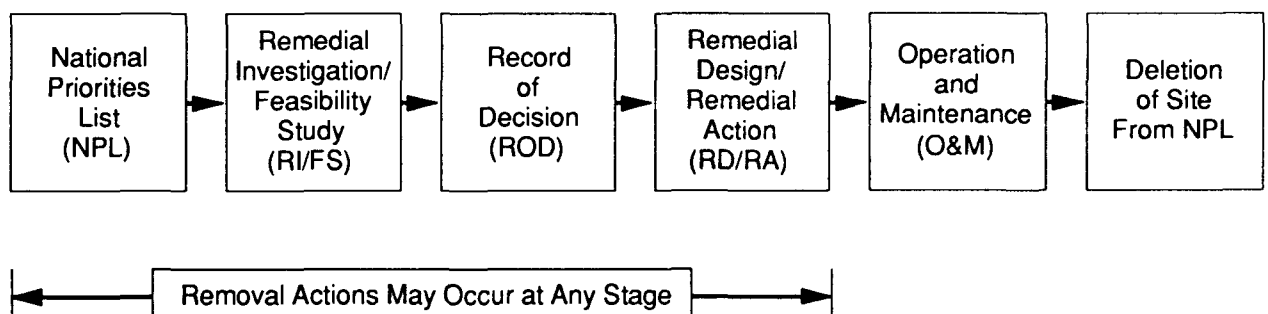 National
Priorities
List
(NPL)
Remedial
Investigation/
Feasibility
Study
(RI/FS)
Record
of
Decision
(ROD)
Remedial
Design/
Remedial
Action
(RD/RA)
Operation
and
Maintenance
(O&M)
Deletion
of Site
From NPL
Removal Actions May Occur at Any Stage